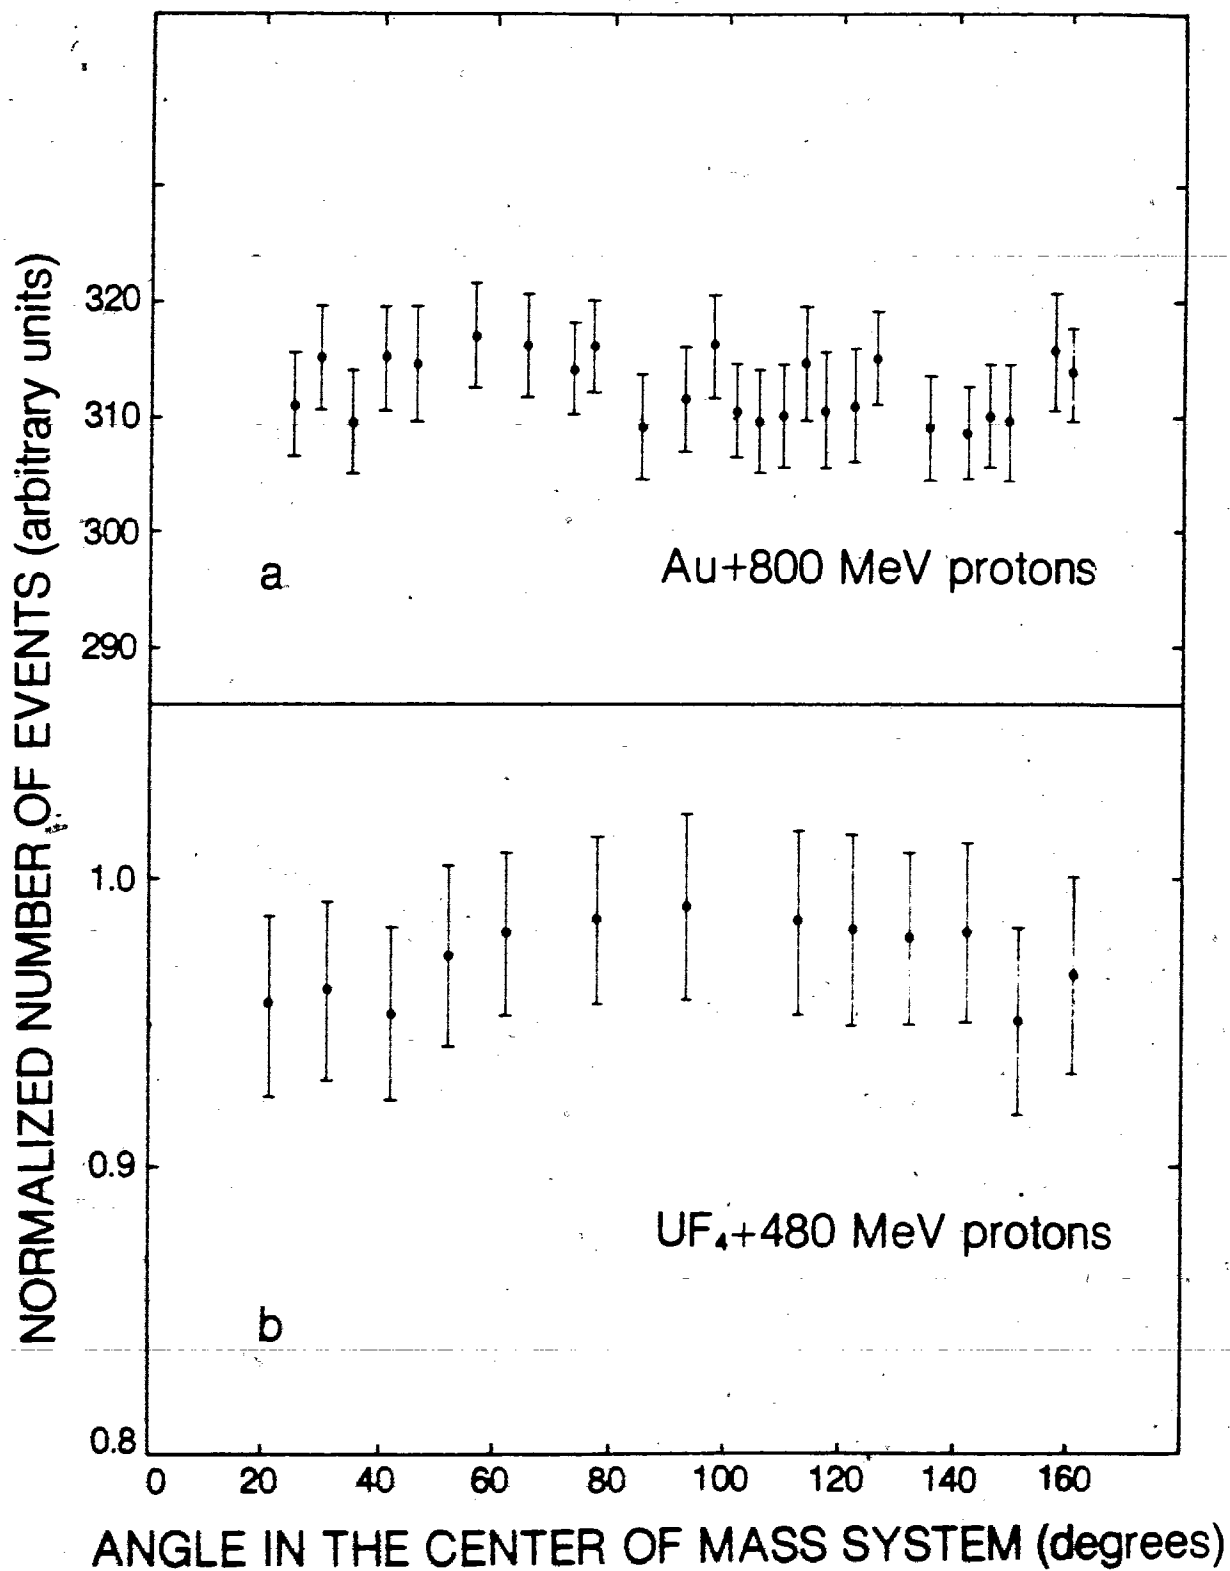 NORMALIZED NUMBER OF EVENTS (arbitrary units)
320
310
300
290
a
Au+800 MeV protons
1.0
0.9
0.8
UF₄+480 MeV protons
b
0 20 40 60 80 100 120 140 160
ANGLE IN THE CENTER OF MASS SYSTEM (degrees)